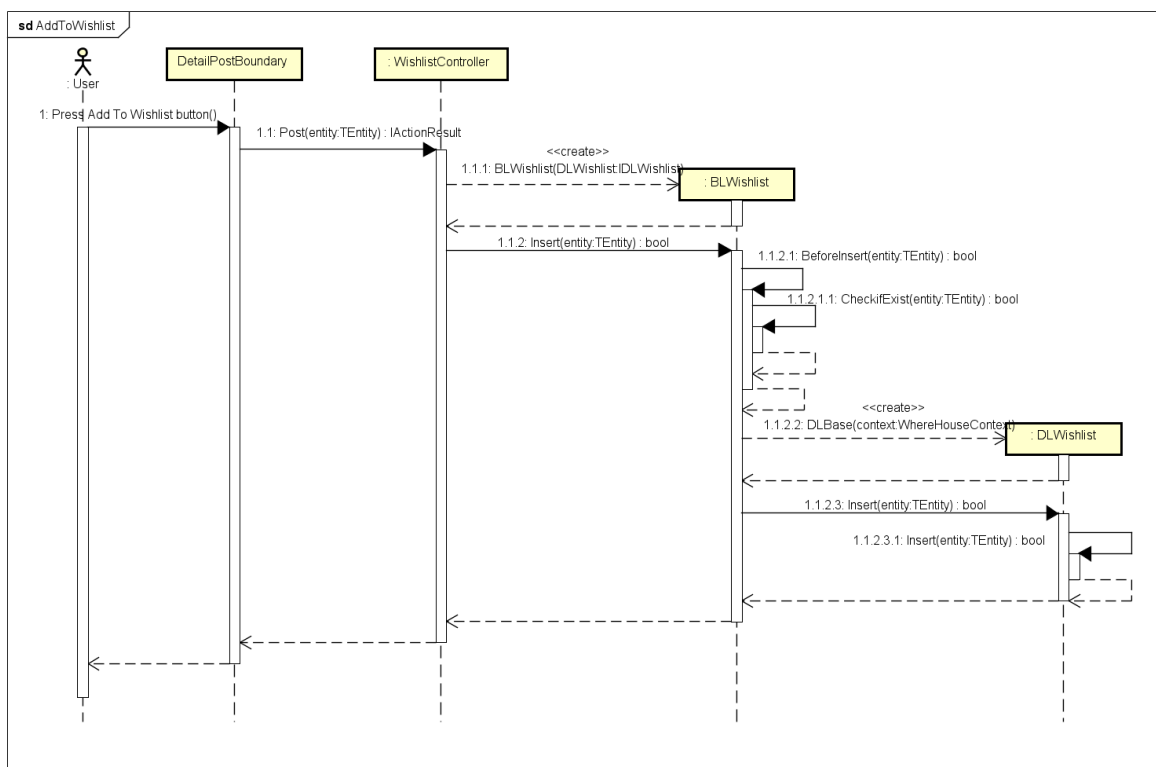 sd AddToWishlist
: User
DetailPostBoundary
: WishlistController
1: Press Add To Wishlist button()
1.1: Post(entity:TEntity) : IActionResult
<<create>>
1.1.1: BLWishlist(DLWishlist:IDLWishlist)
: BLWishlist
1.1.2: Insert(entity:TEntity) : bool
1.1.2.1: BeforeInsert(entity:TEntity) : bool
1.1.2.1.1: CheckifExist(entity:TEntity) : bool
<<create>>
1.1.2.2: DLBase(context:WhereHouseContext)
: DLWishlist
1.1.2.3: Insert(entity:TEntity) : bool
1.1.2.3.1: Insert(entity:TEntity) : bool